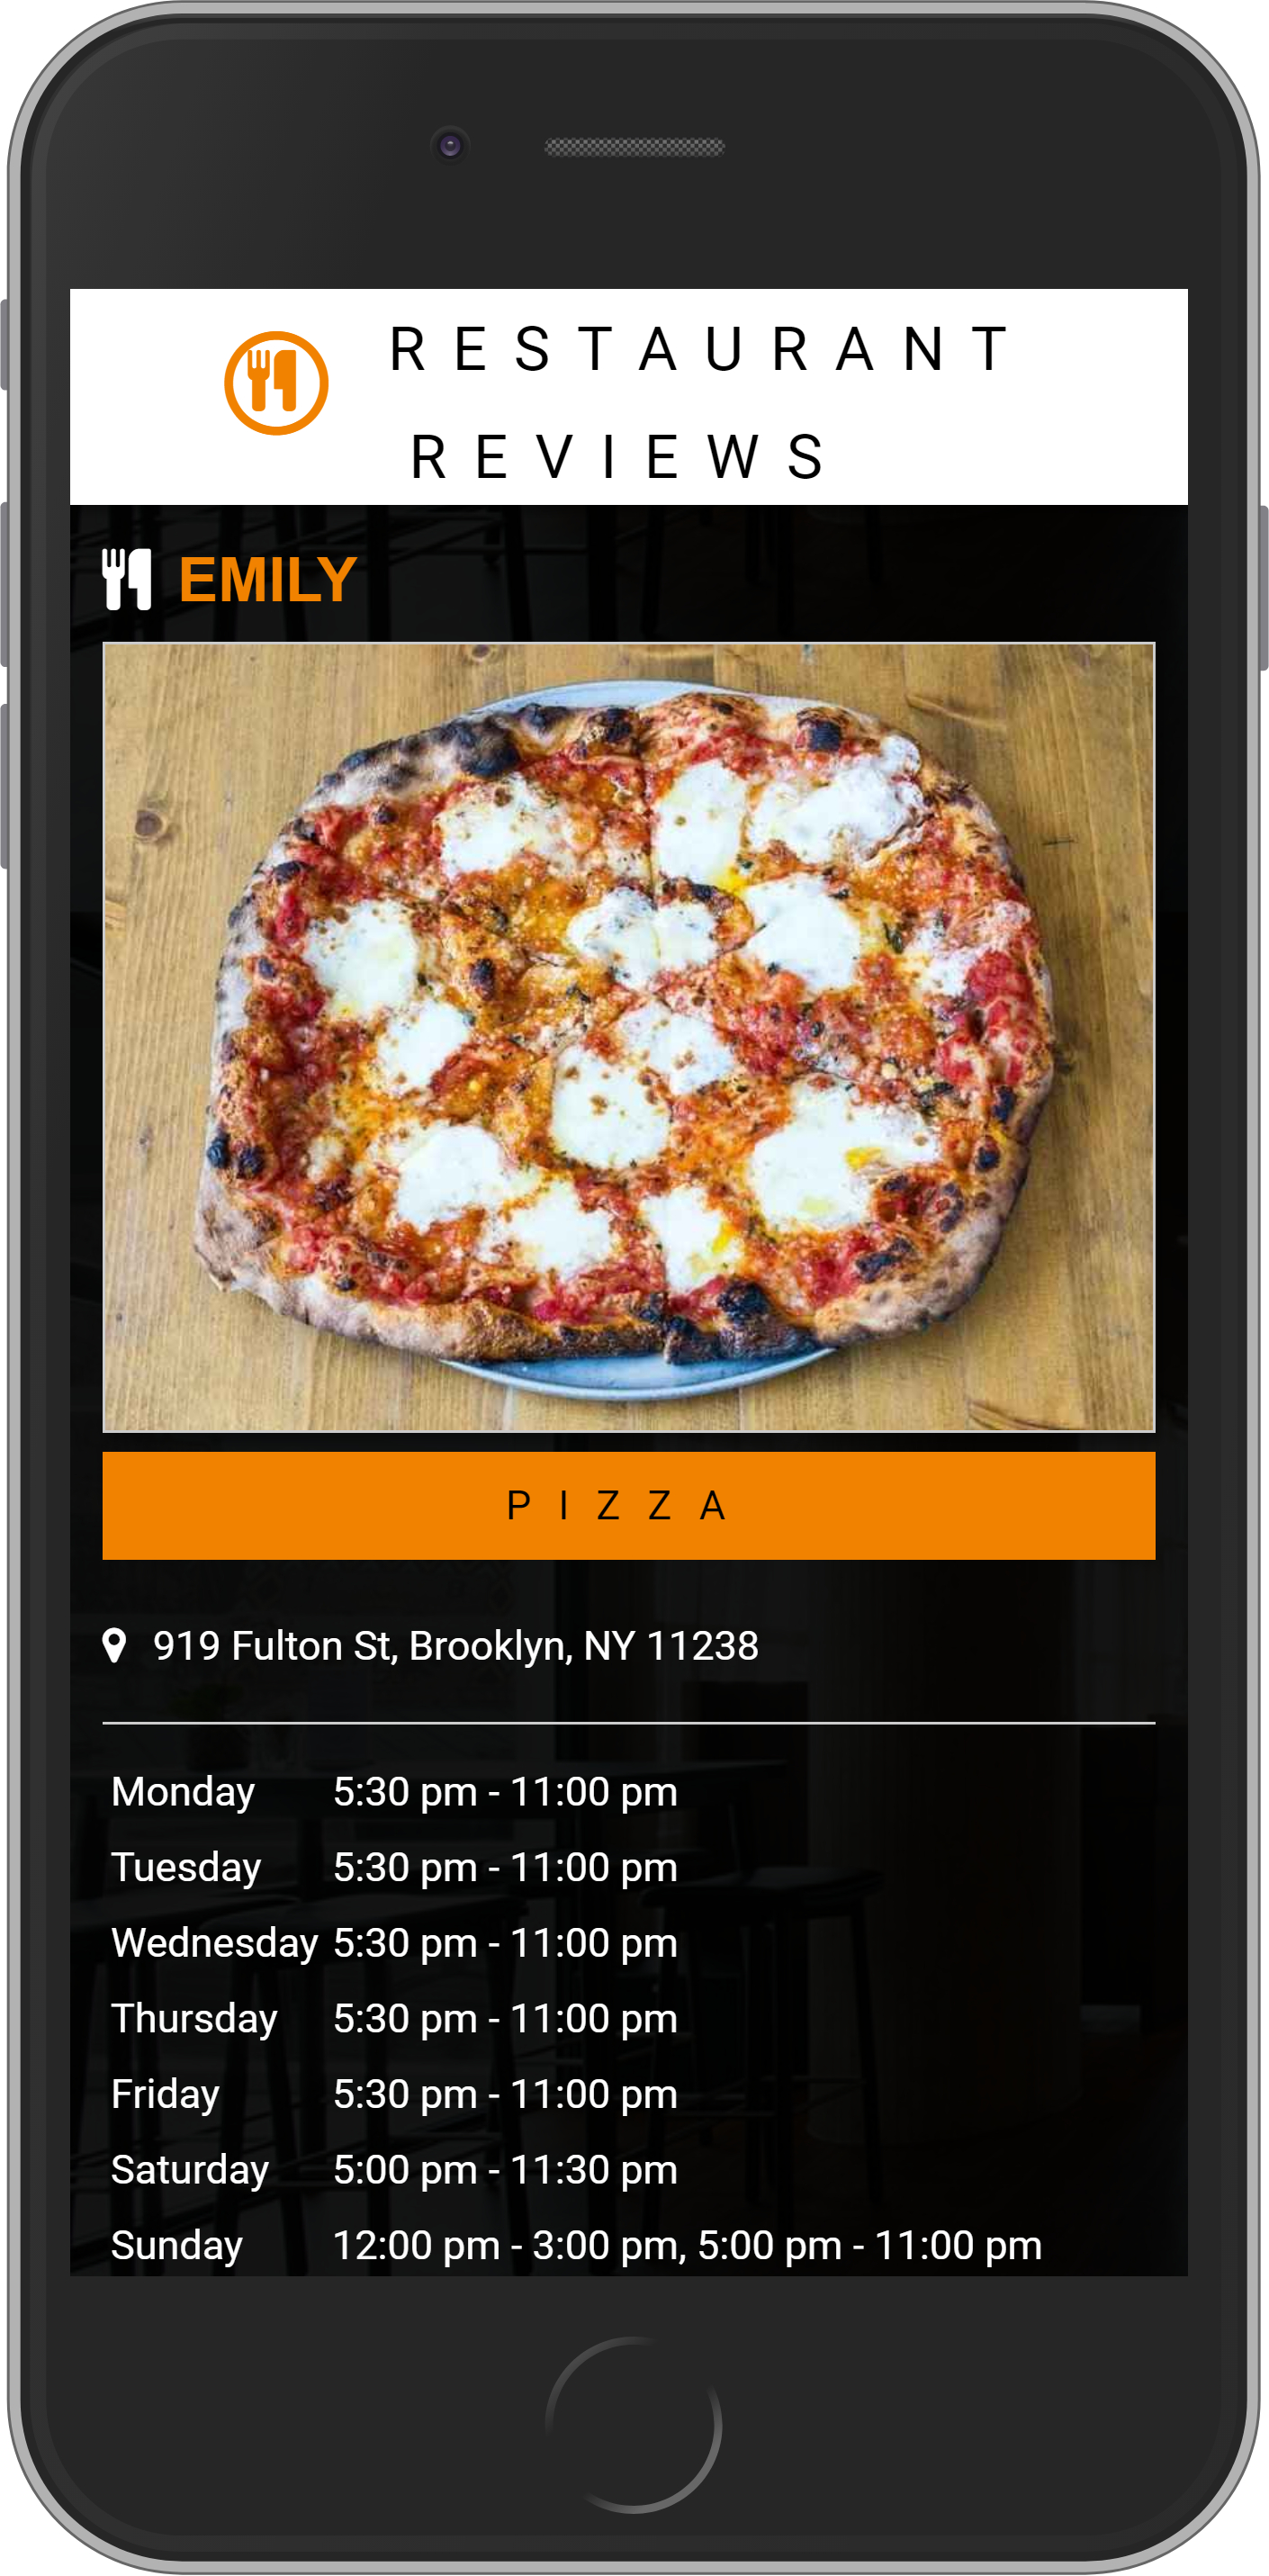 RESTAURANT
REVIEWS
EMILY
PIZZA
919 Fulton St, Brooklyn, NY 11238
Monday 5:30 pm - 11:00 pm
Tuesday 5:30 pm - 11:00 pm
Wednesday 5:30 pm - 11:00 pm
Thursday 5:30 pm - 11:00 pm
Friday 5:30 pm - 11:00 pm
Saturday 5:00 pm - 11:30 pm
Sunday 12:00 pm - 3:00 pm, 5:00 pm - 11:00 pm